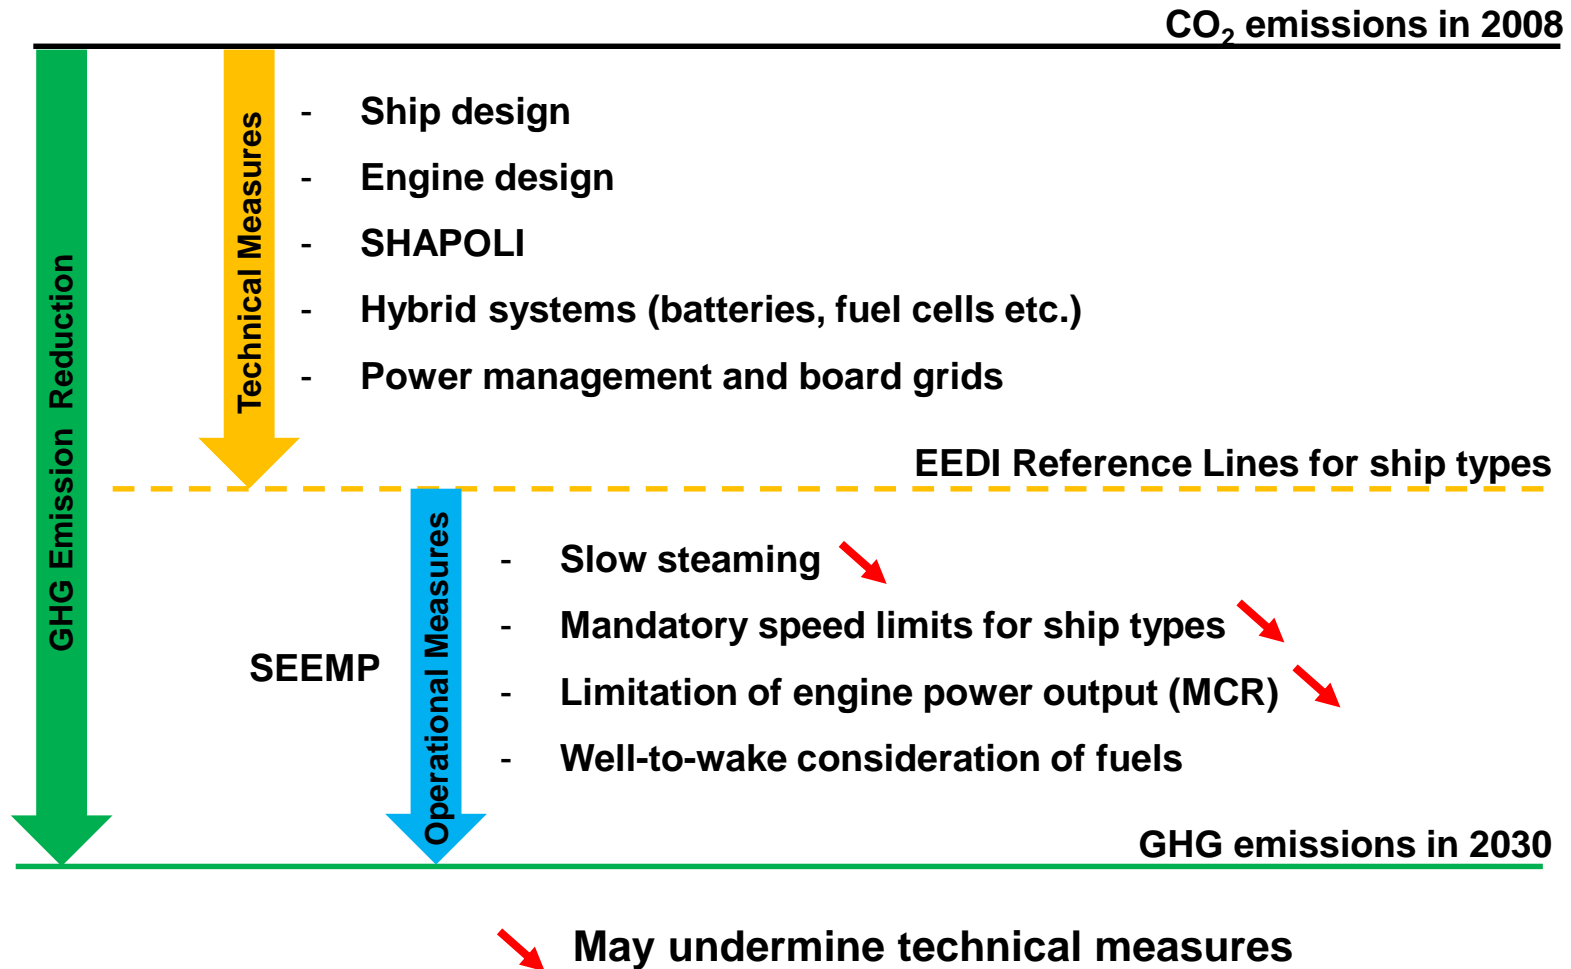 CO₂ emissions in 2008
GHG Emission Reduction
Technical Measures
- Ship design
- Engine design
- SHAPOLI
- Hybrid systems (batteries, fuel cells etc.)
- Power management and board grids
EEDI Reference Lines for ship types
SEEMP
Operational Measures
- Slow steaming
- Mandatory speed limits for ship types
- Limitation of engine power output (MCR)
- Well-to-wake consideration of fuels
GHG emissions in 2030
May undermine technical measures